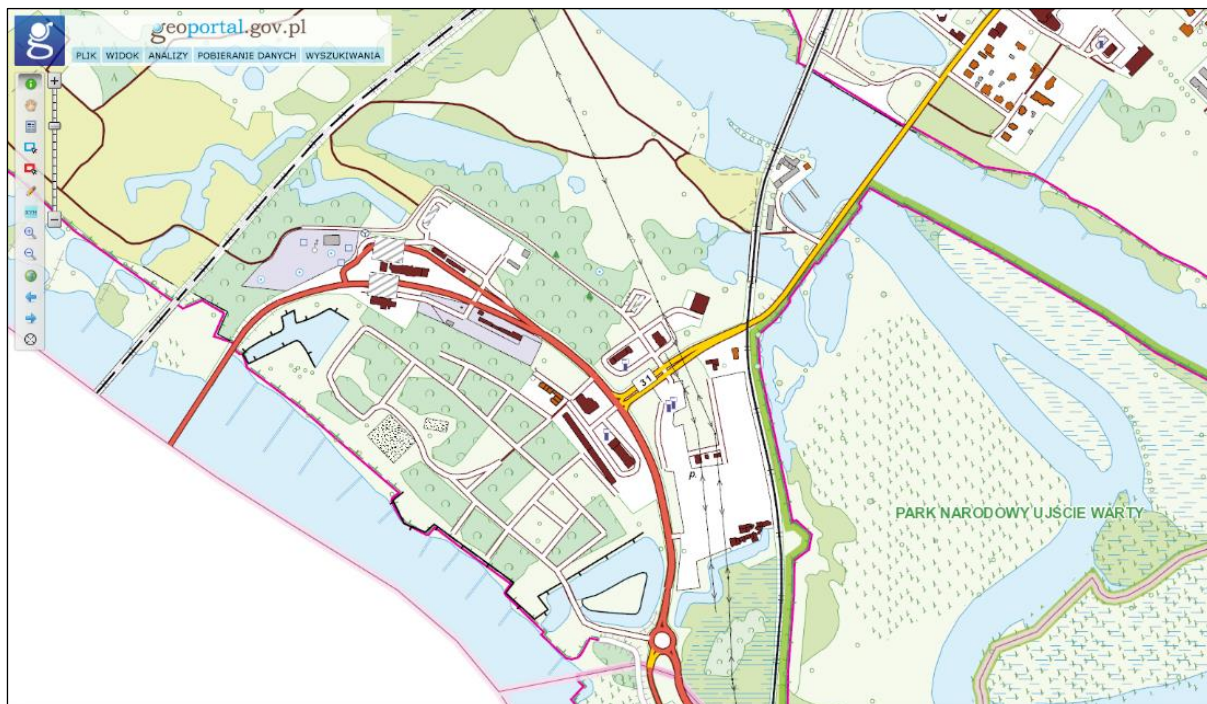 geoportal.gov.pl
PLIK WIDOK ANALIZY POBIERANIE DANYCH WYSZUKIWANIA
31
p.
PARK NARODOWY UJŚCIE WARTY